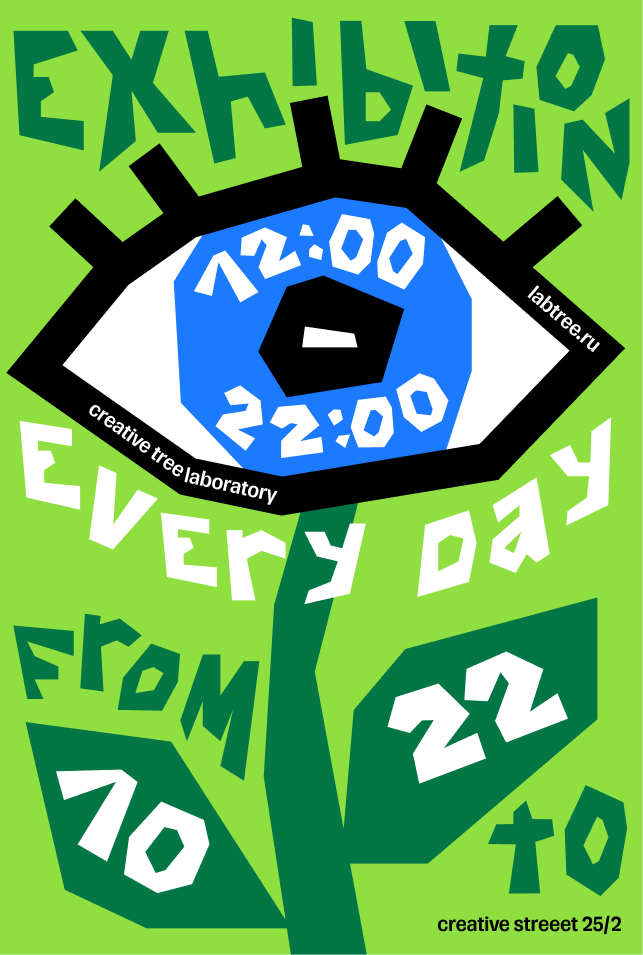 EXhibitioN
12:00
-
22:00
labtree.ru
creative tree laboratory
EvEry Day
FroM
10
22
to
creative streeet 25/2